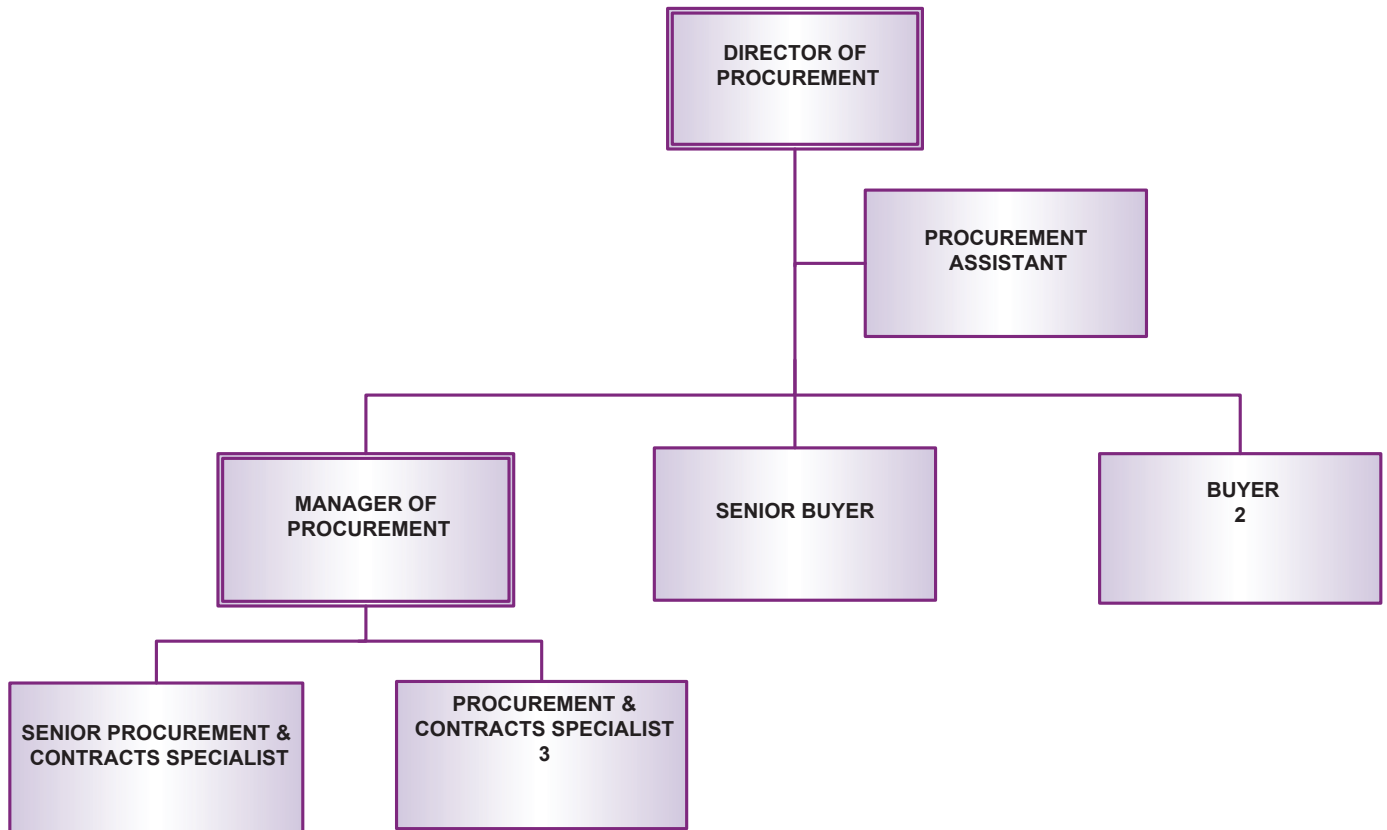 DIRECTOR OF
PROCUREMENT
PROCUREMENT
ASSISTANT
MANAGER OF
PROCUREMENT
SENIOR BUYER
BUYER
2
SENIOR PROCUREMENT &
CONTRACTS SPECIALIST
PROCUREMENT &
CONTRACTS SPECIALIST
3